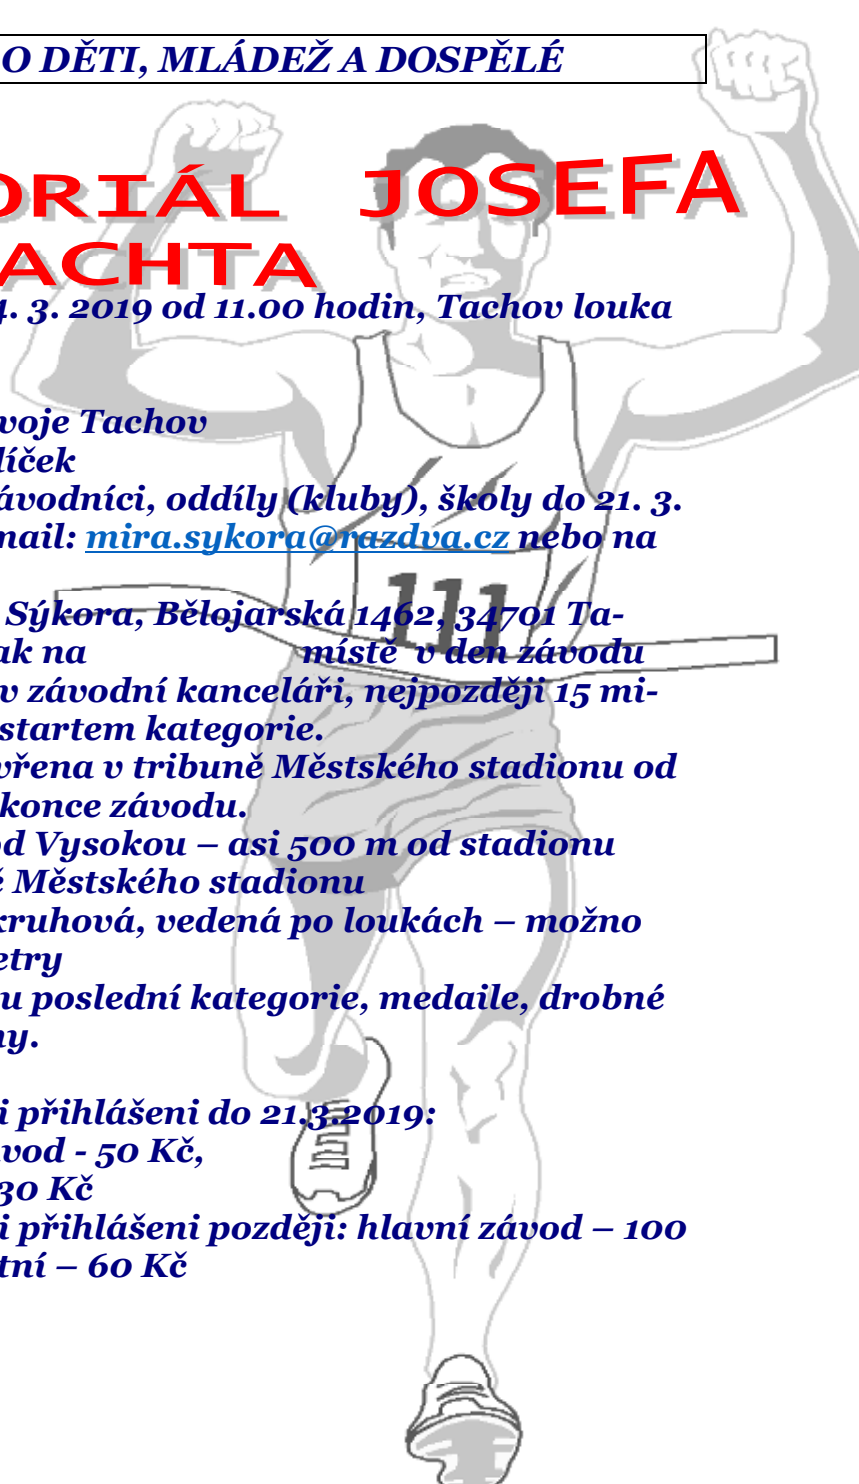 O DĚTI, MLÁDEŽ A DOSPĚLÉ
ORIÁL JOSEFA
ACHTA
4. 3. 2019 od 11.00 hodin, Tachov louka
voje Tachov
líček
ávodníci, oddíly (kluby), školy do 21. 3.
mail: mira.sykora@razdva.cz nebo na
Sýkora, Bělojarská 1462, 34701 Ta-
ak na místě v den závodu
v závodní kanceláři, nejpozději 15 mi-
startem kategorie.
vřena v tribuně Městského stadionu od
konce závodu.
od Vysokou – asi 500 m od stadionu
ě Městského stadionu
kruhová, vedená po loukách – možno
etry
u poslední kategorie, medaile, drobné
ny.
i přihlášeni do 21.3.2019:
vod - 50 Kč,
30 Kč
i přihlášeni později: hlavní závod – 100
tní – 60 Kč
111